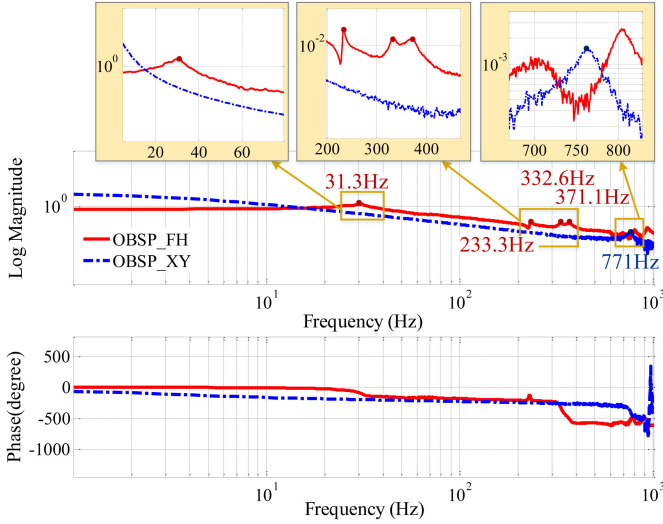 10⁰
20 40 60
10⁻²
200 300 400
10⁻³
700 750 800
Log Magnitude
10⁰
31.3Hz
332.6Hz
371.1Hz
233.3Hz
771Hz
OBSP_FH
OBSP_XY
10¹ 10² 10³
Frequency (Hz)
Phase(degree)
500
0
-500
-1000
10¹ 10² 10³
Frequency (Hz)